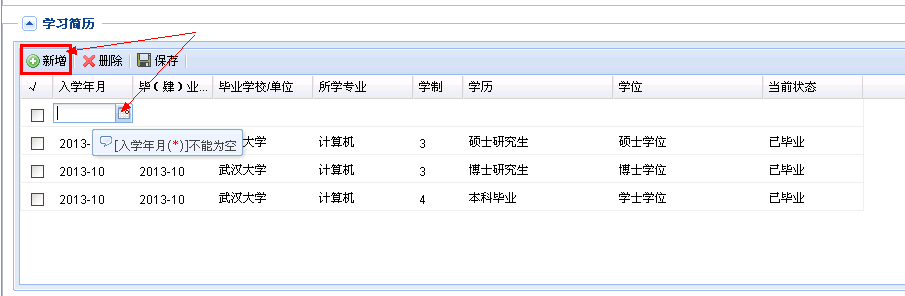 学习简历
新增 删除 保存
√ 入学年月 毕（肄）业... 毕业学校/单位 所学专业 学制 学历 学位 当前状态
2013- 大学 计算机 3 硕士研究生 硕士学位 已毕业
[入学年月(*)]不能为空
2013-10 2013-10 武汉大学 计算机 3 博士研究生 博士学位 已毕业
2013-10 2013-10 武汉大学 计算机 4 本科毕业 学士学位 已毕业